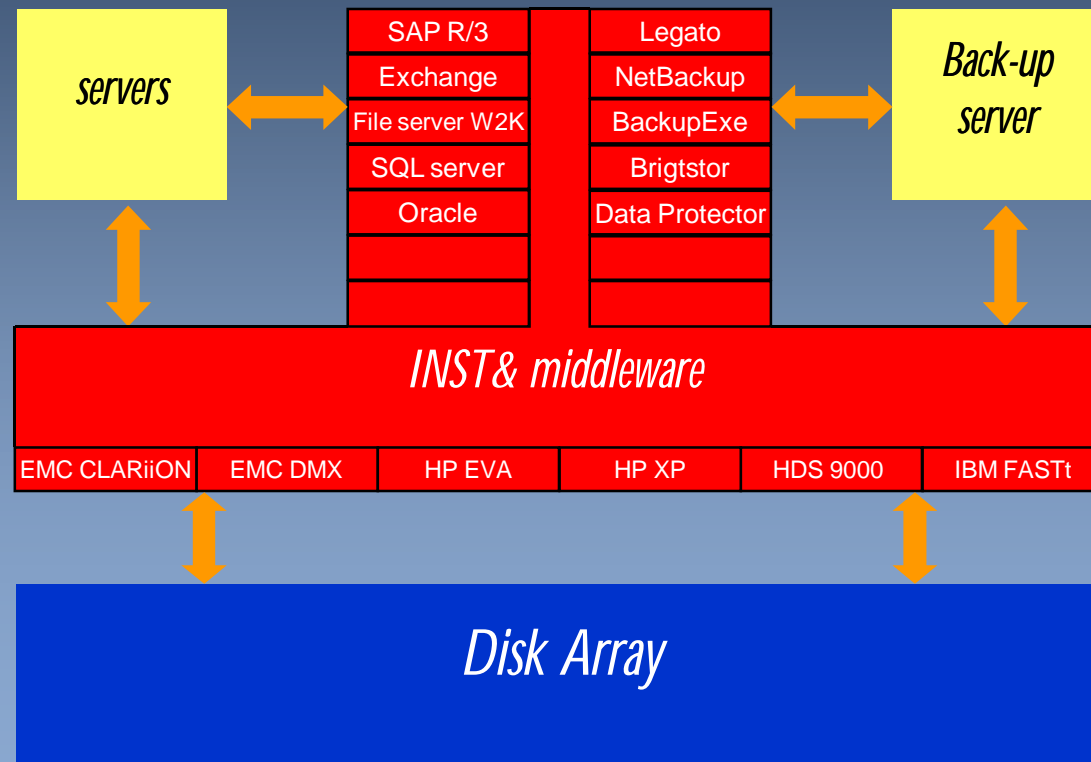 servers
SAP R/3
Exchange
File server W2K
SQL server
Oracle
Legato
NetBackup
BackupExe
Brigtstor
Data Protector
Back-up
server
INST& middleware
EMC CLARiiON
EMC DMX
HP EVA
HP XP
HDS 9000
IBM FASTt
Disk Array